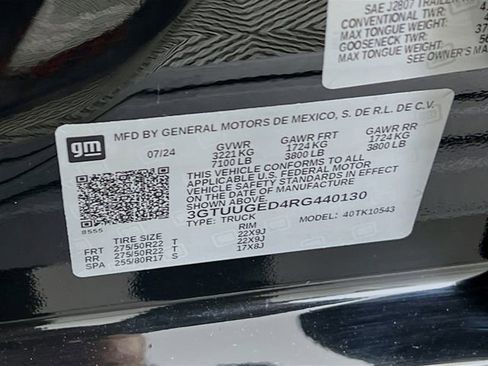 SAE J2807 TRAILER
CONVENTIONAL TWR:
MAX TONGUE WEIGHT:
GOOSENECK TWR:
MAX TONGUE WEIGHT:
SEE OWNER'S MA
gm
MFD BY GENERAL MOTORS DE MEXICO, S. DE R.L. DE C.V.
07/24 GVWR GAWR FRT GAWR RR
3221 KG 1724 KG 1724 KG
7100 LB 3800 LB 3800 LB
THIS VEHICLE CONFORMS TO ALL
APPLICABLE U.S. FEDERAL MOTOR
VEHICLE SAFETY STANDARDS IN EFFECT
ON THE DATE OF MANUFACTURE
SHOWN ABOVE.
3GTUUGED4RG440130
TYPE: TRUCK MODEL: 40TK10543
8555
TIRE SIZE RIM
FRT 275/50R22 T 22X9J
RR 275/50R22 T 22X9J
SPA 255/80R17 S 17X8J